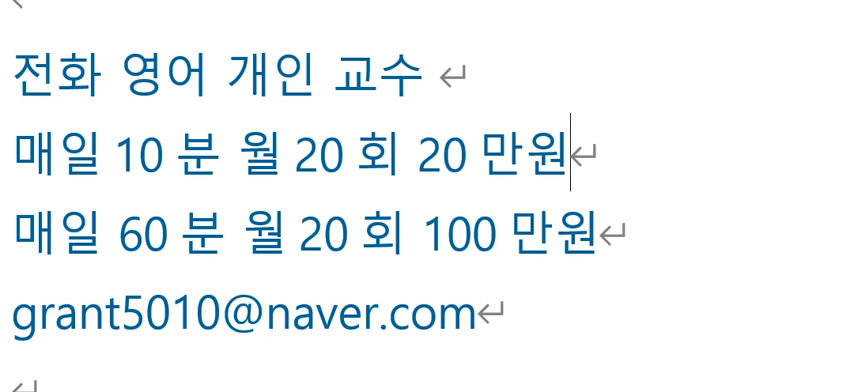 전화 영어 개인 교수
매일 10 분 월 20 회 20 만원
매일 60 분 월 20 회 100 만원
grant5010@naver.com